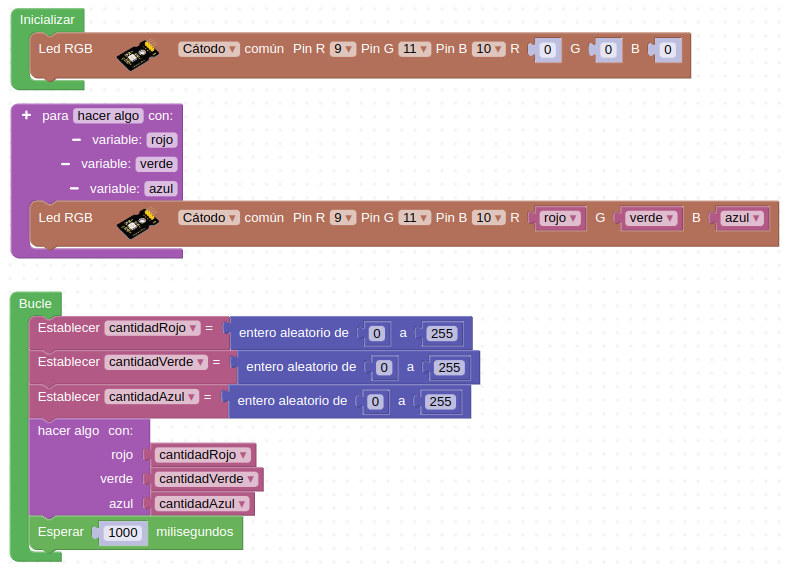 Inicializar
Led RGB Cátodo común Pin R 9 Pin G 11 Pin B 10 R 0 G 0 B 0
+ para hacer algo con:
− variable: rojo
− variable: verde
− variable: azul
Led RGB Cátodo común Pin R 9 Pin G 11 Pin B 10 R rojo G verde B azul
Bucle
Establecer cantidadRojo = entero aleatorio de 0 a 255
Establecer cantidadVerde = entero aleatorio de 0 a 255
Establecer cantidadAzul = entero aleatorio de 0 a 255
hacer algo con:
rojo cantidadRojo
verde cantidadVerde
azul cantidadAzul
Esperar 1000 milisegundos